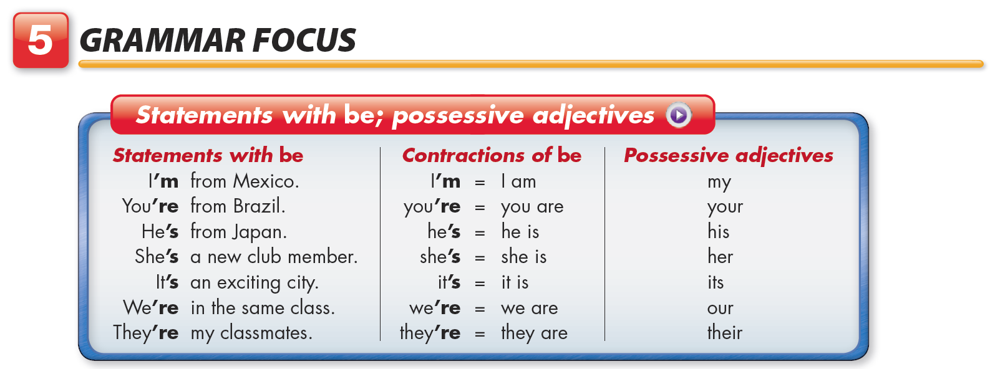 5 GRAMMAR FOCUS
Statements with be; possessive adjectives
Statements with be Contractions of be Possessive adjectives
I’m from Mexico. I’m = I am my
You’re from Brazil. you’re = you are your
He’s from Japan. he’s = he is his
She’s a new club member. she’s = she is her
It’s an exciting city. it’s = it is its
We’re in the same class. we’re = we are our
They’re my classmates. they’re = they are their